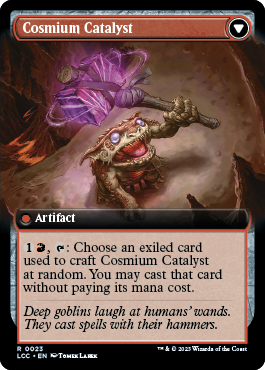 Cosmium Catalyst
Artifact
1 , : Choose an exiled card
used to craft Cosmium Catalyst
at random. You may cast that card
without paying its mana cost.
Deep goblins laugh at humans' wands.
They cast spells with their hammers.
R 0023
LCC • EN Tomek Larek
™ & © 2023 Wizards of the Coast